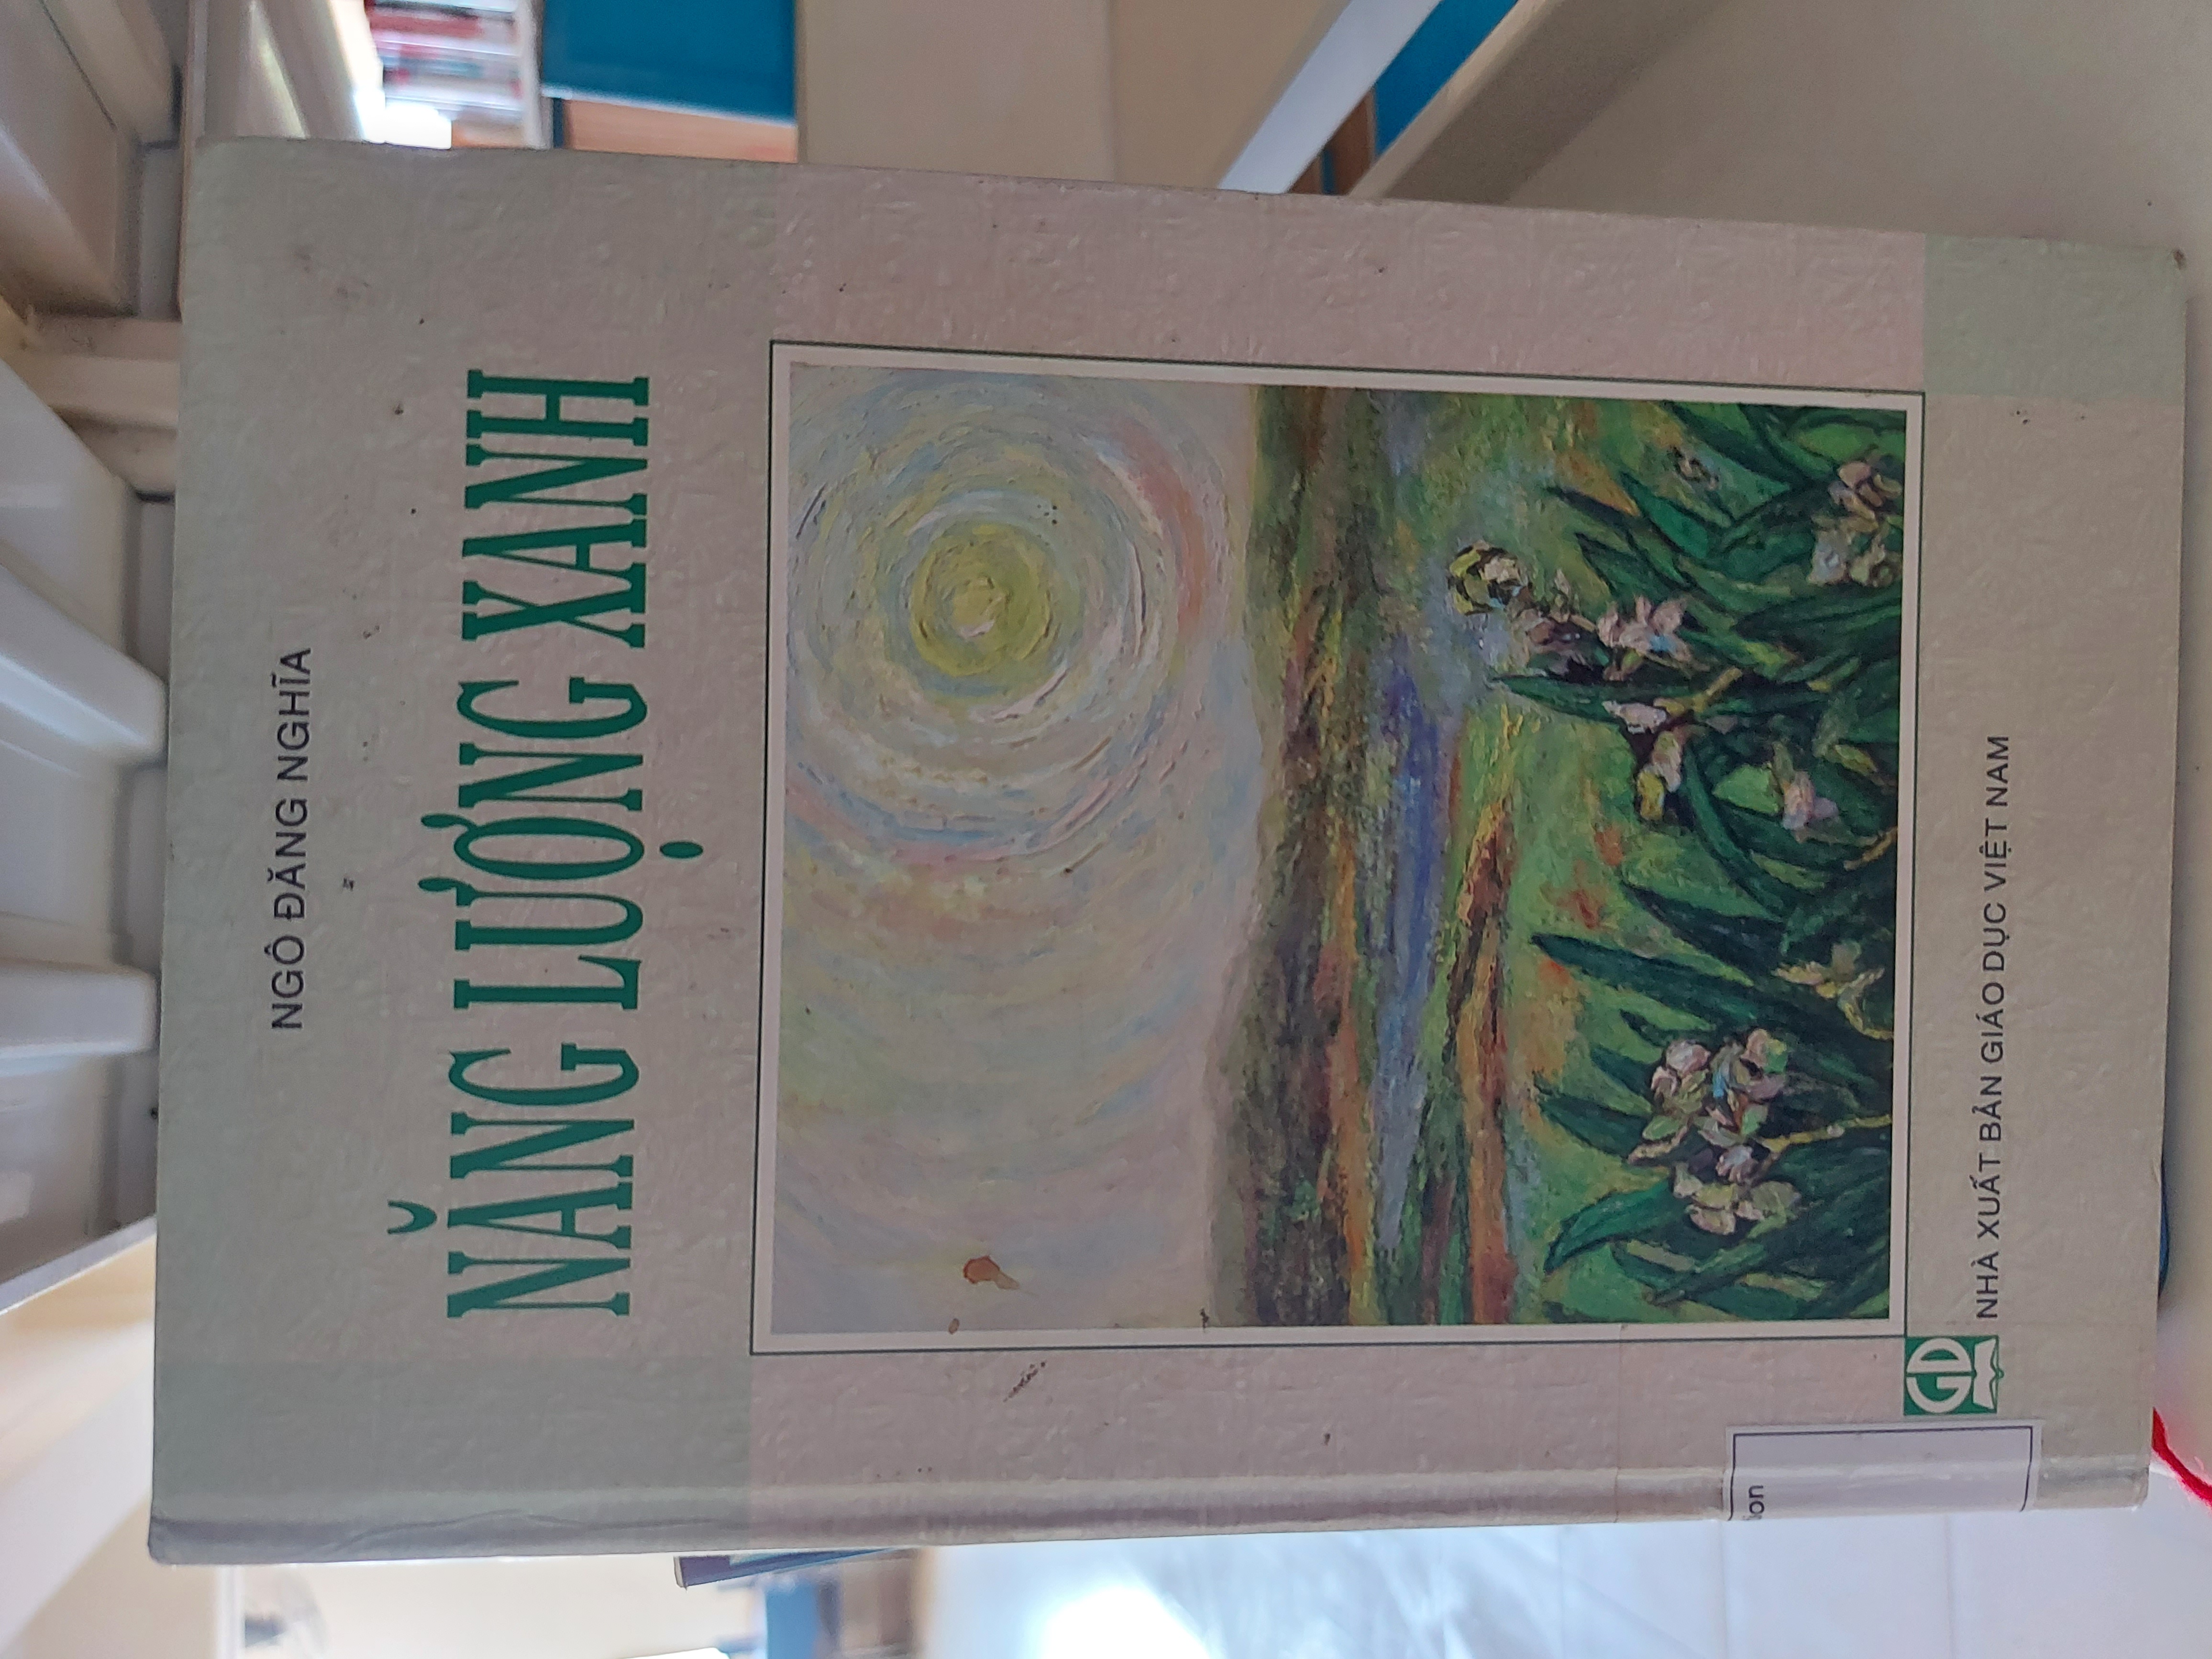 NGÔ ĐĂNG NGHĨA
NĂNG LƯỢNG XANH
GD
NHÀ XUẤT BẢN GIÁO DỤC VIỆT NAM